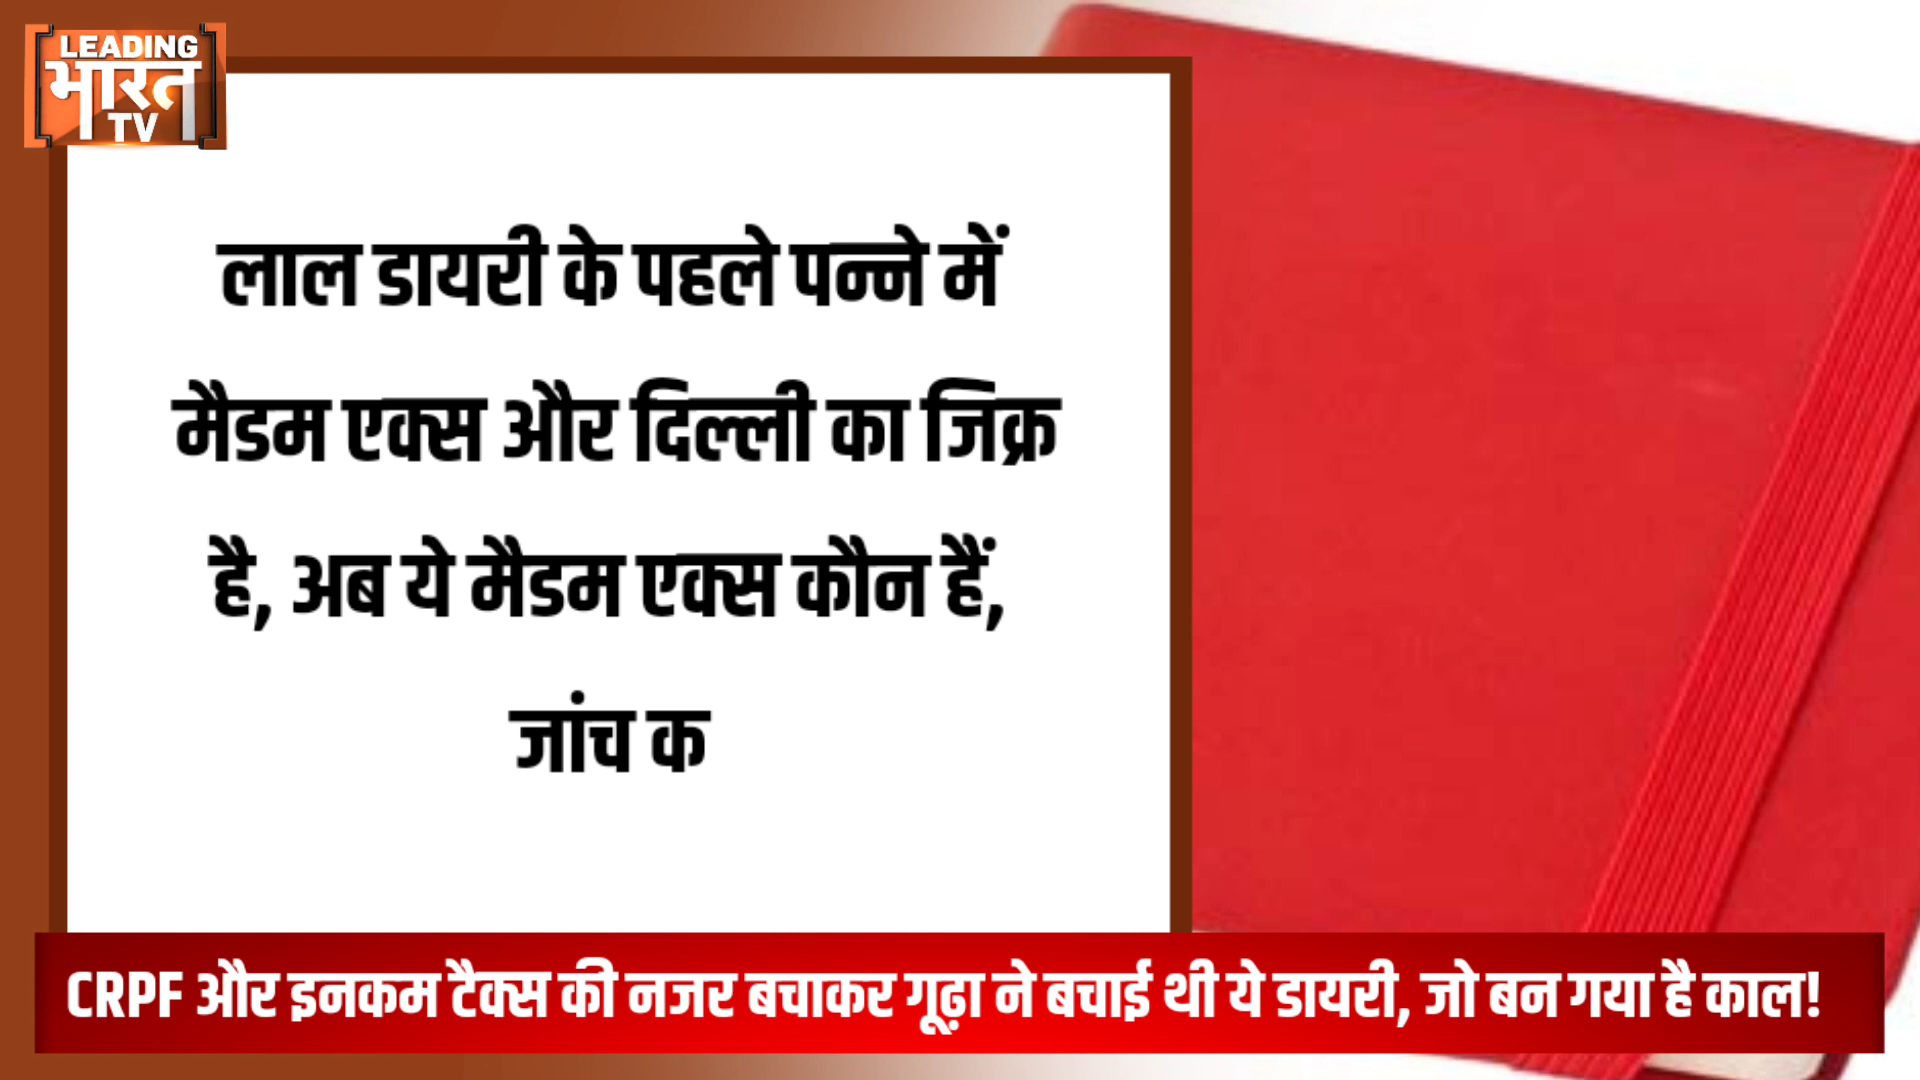 LEADING
भारत
TV
लाल डायरी के पहले पन्ने में
मैडम एक्स और दिल्ली का जिक्र
है, अब ये मैडम एक्स कौन हैं,
जांच क
CRPF और इनकम टैक्स की नजर बचाकर गूढ़ा ने बचाई थी ये डायरी, जो बन गया है काल!